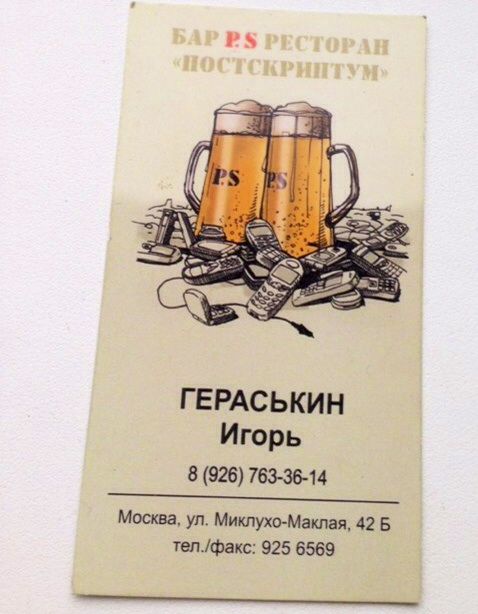 БАР P.S РЕСТОРАН
«ПОСТСКРИПТУМ»
P.S P.S
ГЕРАСЬКИН
Игорь
8 (926) 763-36-14
Москва, ул. Миклухо-Маклая, 42 Б
тел./факс: 925 6569